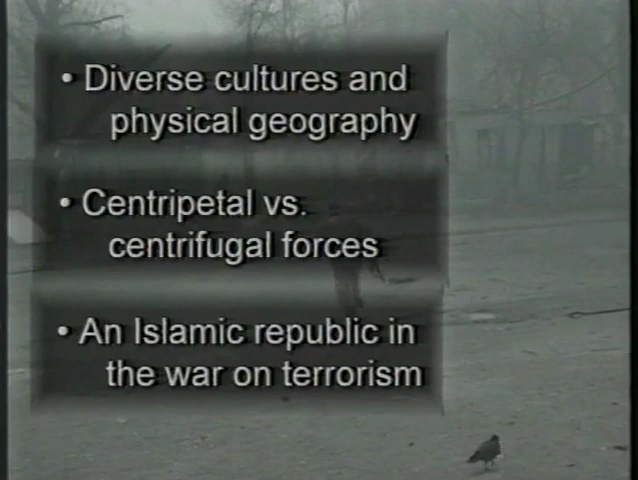 • Diverse cultures and
physical geography
• Centripetal vs.
centrifugal forces
• An Islamic republic in
the war on terrorism